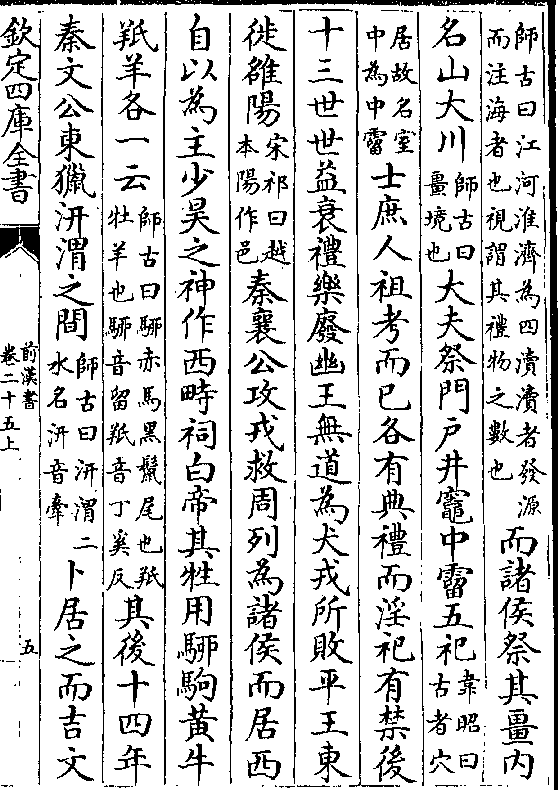 師古曰江河淮濟為四瀆瀆者發源
而注海者也視謂其禮物之數也
而諸侯祭其畺内
名山大川
師古曰
畺境也
大夫祭門戶井竈中霤五祀
韋昭曰
古者穴
居故名室
中為中霤
士庶人祖考而已各有典禮而淫祀有禁後
十三世世益衰禮樂廢幽王無道為犬戎所敗平王東
徙雒陽
宋祁曰越
本陽作邑
秦襄公攻戎救周列為諸侯而居西
自以為主少昊之神作西畤祠白帝其牲用駵駒黄牛
羝羊各一云
師古曰駵赤馬黑鬛尾也羝
牡羊也駵音留羝音丁奚反
其後十四年
秦文公東獵汧渭之間
師古曰汧渭二
水名汧音牽
卜居之而吉文
欽定四庫全書
前漢書
卷二十五上
五